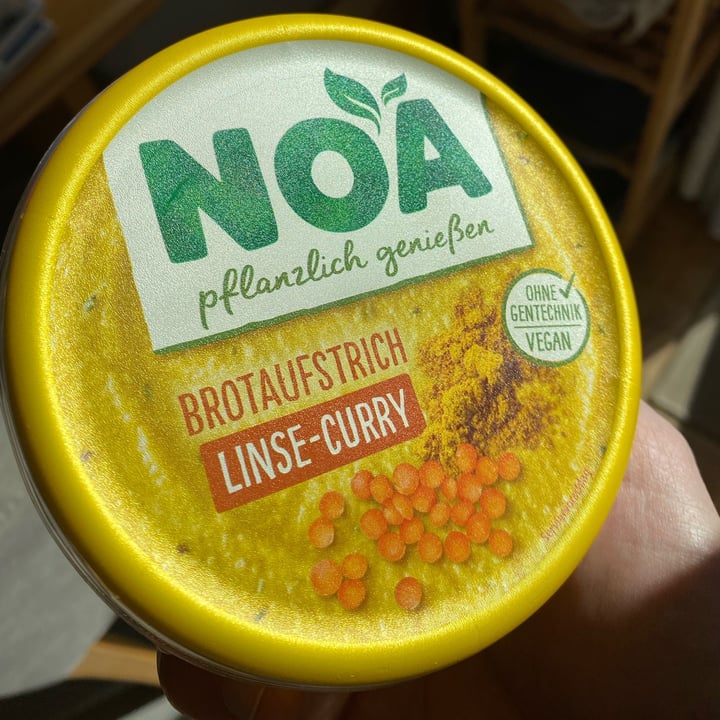 NOA
pflanzlich genießen
OHNE
GENTECHNIK
VEGAN
BROTAUFSTRICH
LINSE-CURRY